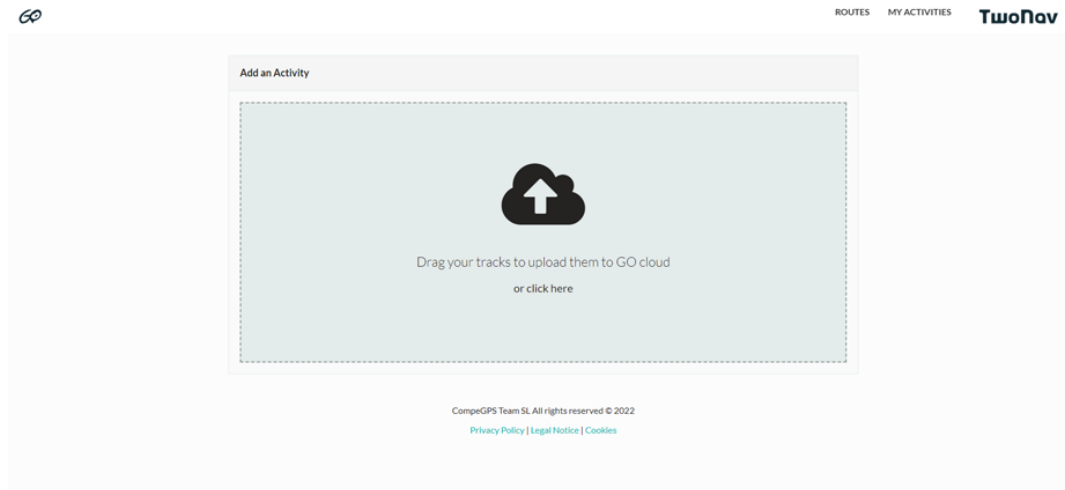 GO
ROUTES MY ACTIVITIES TwoNav
Add an Activity
Drag your tracks to upload them to GO cloud
or click here
CompeGPS Team SL All rights reserved © 2022
Privacy Policy | Legal Notice | Cookies